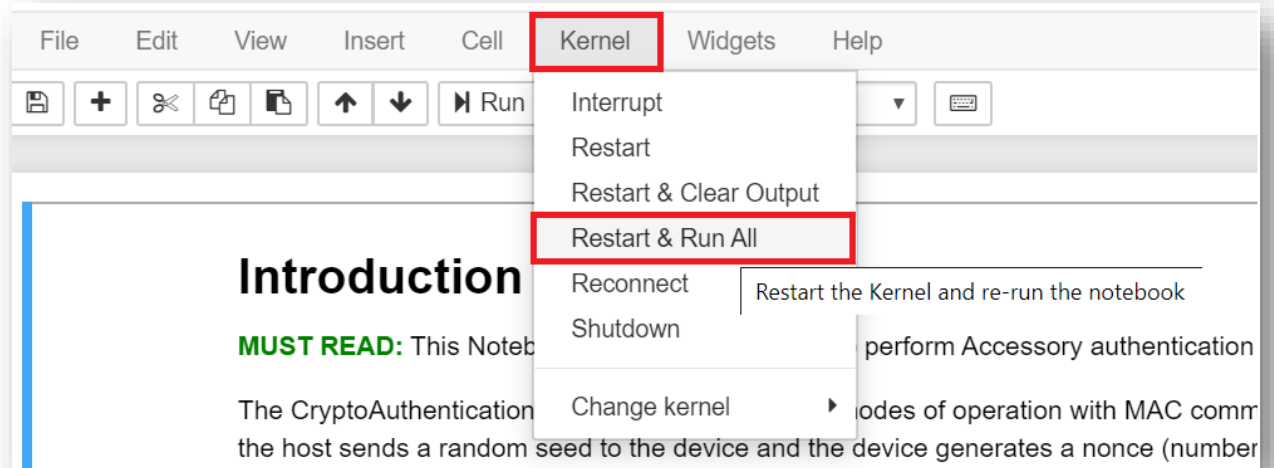 File Edit View Insert Cell Kernel Widgets Help
Run
Interrupt
Restart
Restart & Clear Output
Restart & Run All
Reconnect
Shutdown
Change kernel
Restart the Kernel and re-run the notebook
Introduction
MUST READ: This Noteb perform Accessory authentication
The CryptoAuthentication odes of operation with MAC comm
the host sends a random seed to the device and the device generates a nonce (number